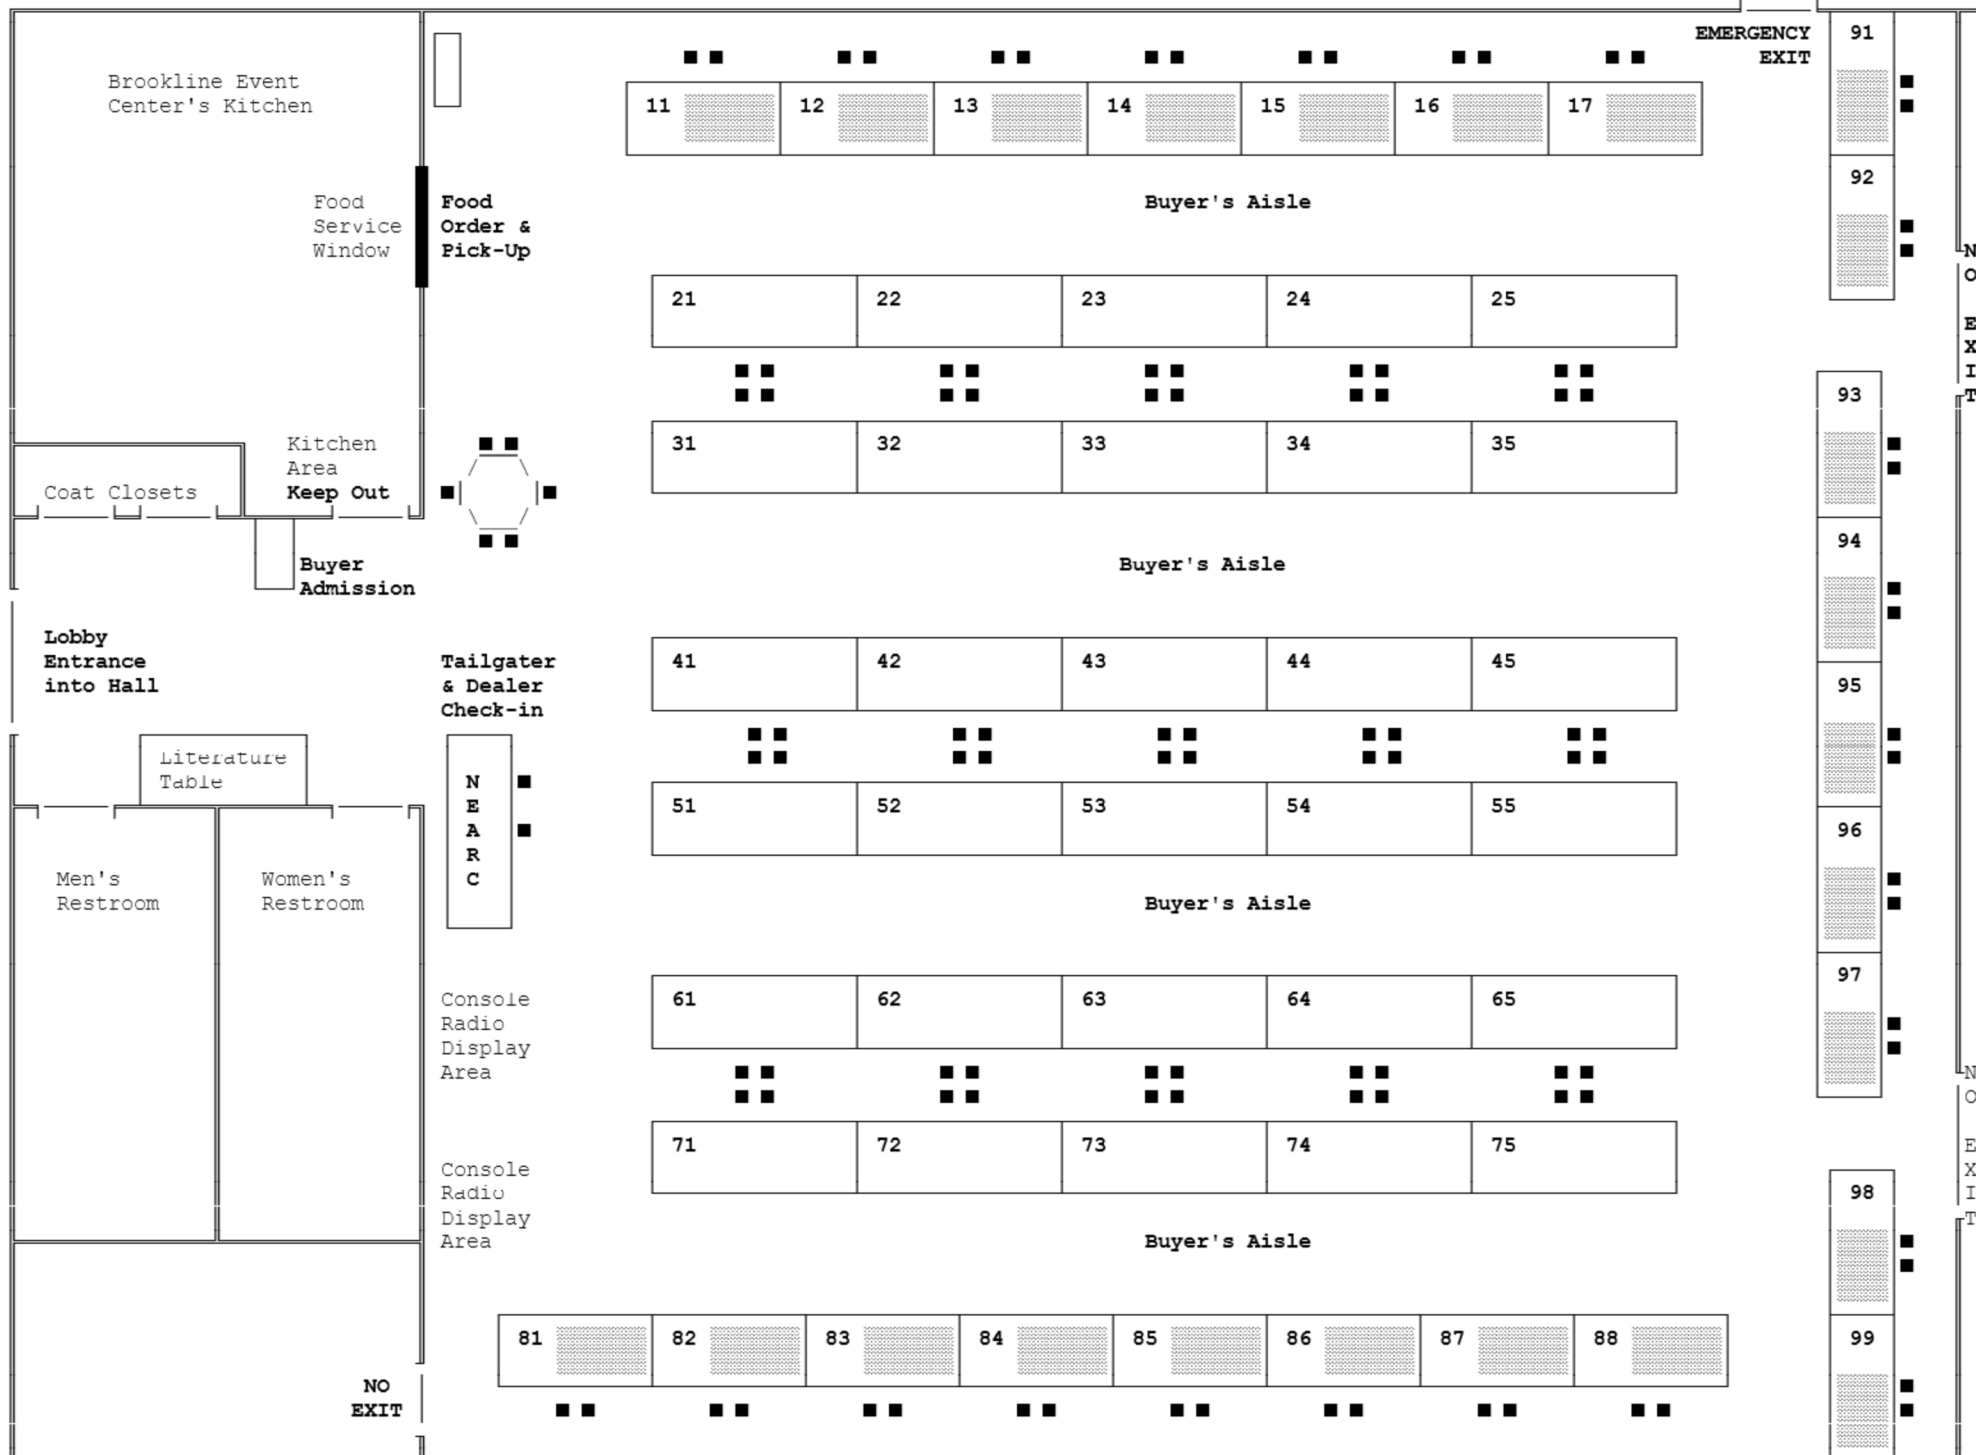 EMERGENCY
EXIT
91
Brookline Event
Center's Kitchen
11 12 13 14 15 16 17
92
Food
Service
Window
Food
Order &
Pick-Up
Buyer's Aisle
NO EXIT
21 22 23 24 25
93
31 32 33 34 35
Kitchen
Area
Keep Out
Coat Closets
94
Buyer
Admission
Buyer's Aisle
Lobby
Entrance
into Hall
Tailgater
& Dealer
Check-in
41 42 43 44 45
95
Literature
Table
NEARC
51 52 53 54 55
96
Men's
Restroom
Women's
Restroom
Buyer's Aisle
97
Console
Radio
Display
Area
61 62 63 64 65
NO EXIT
71 72 73 74 75
Console
Radio
Display
Area
98
Buyer's Aisle
81 82 83 84 85 86 87 88
99
NO
EXIT